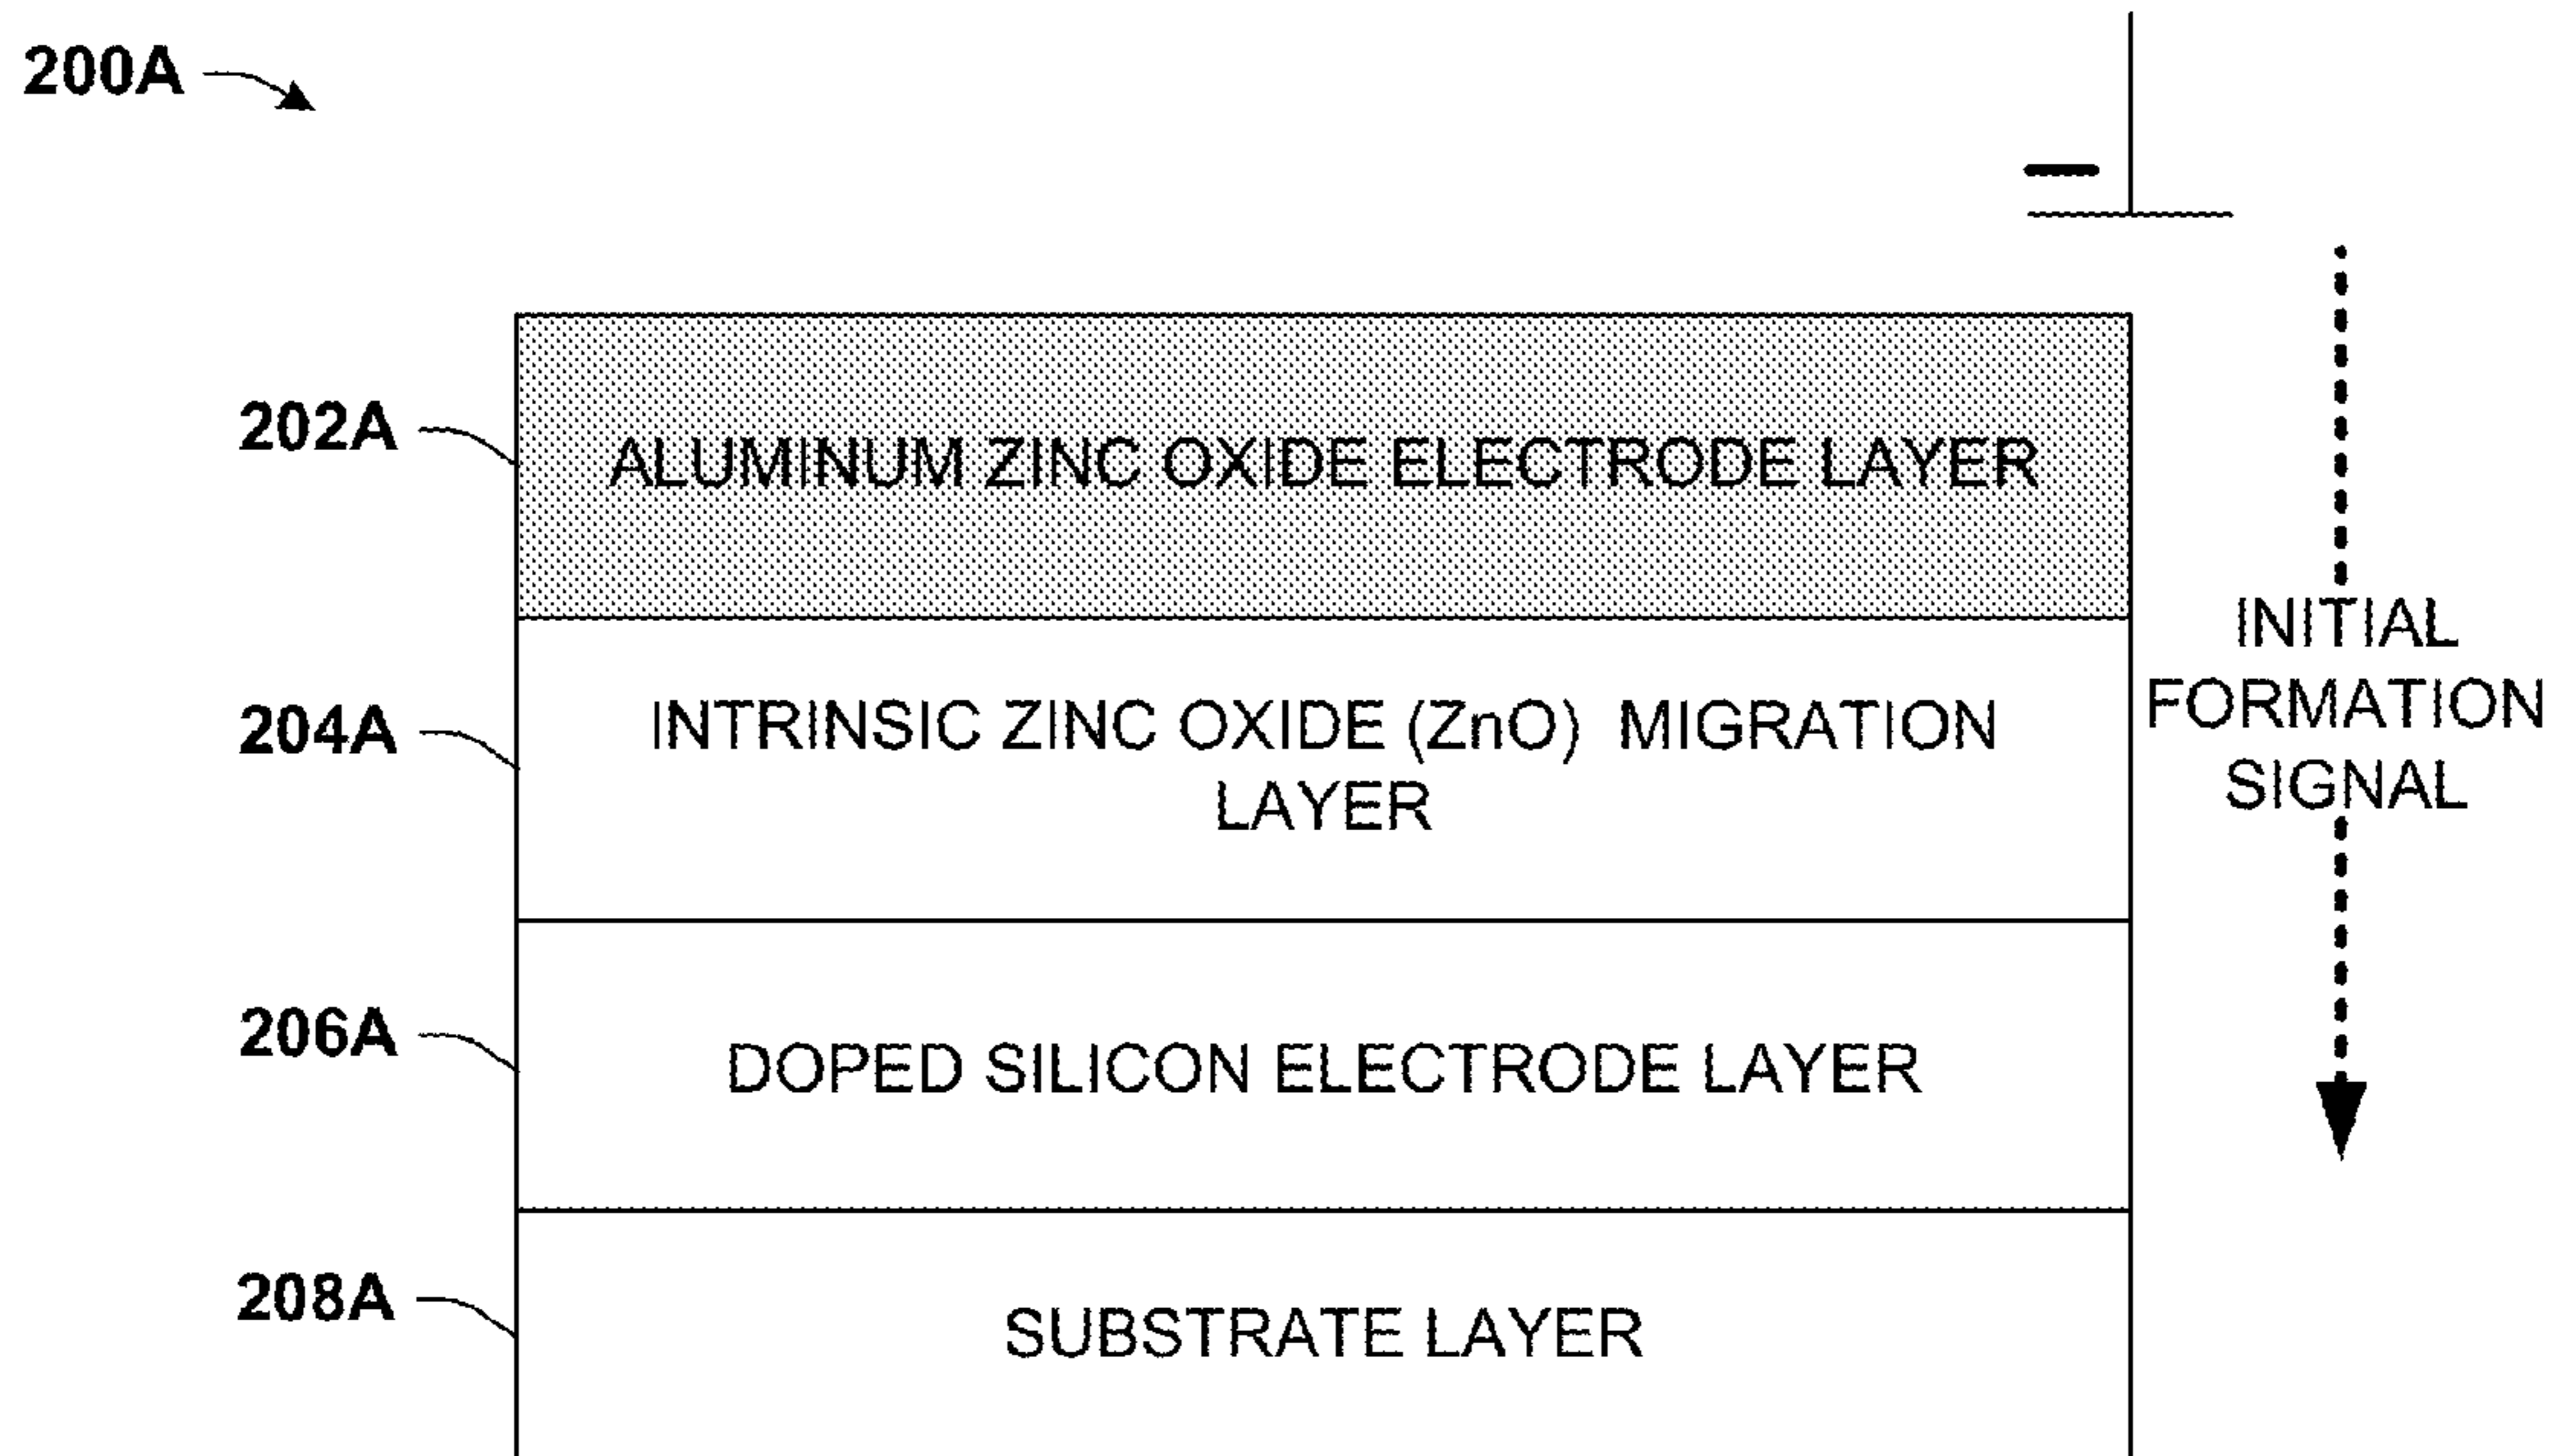 200A
202A
ALUMINUM ZINC OXIDE ELECTRODE LAYER
204A
INTRINSIC ZINC OXIDE (ZnO) MIGRATION
LAYER
INITIAL
FORMATION
SIGNAL
206A
DOPED SILICON ELECTRODE LAYER
208A
SUBSTRATE LAYER